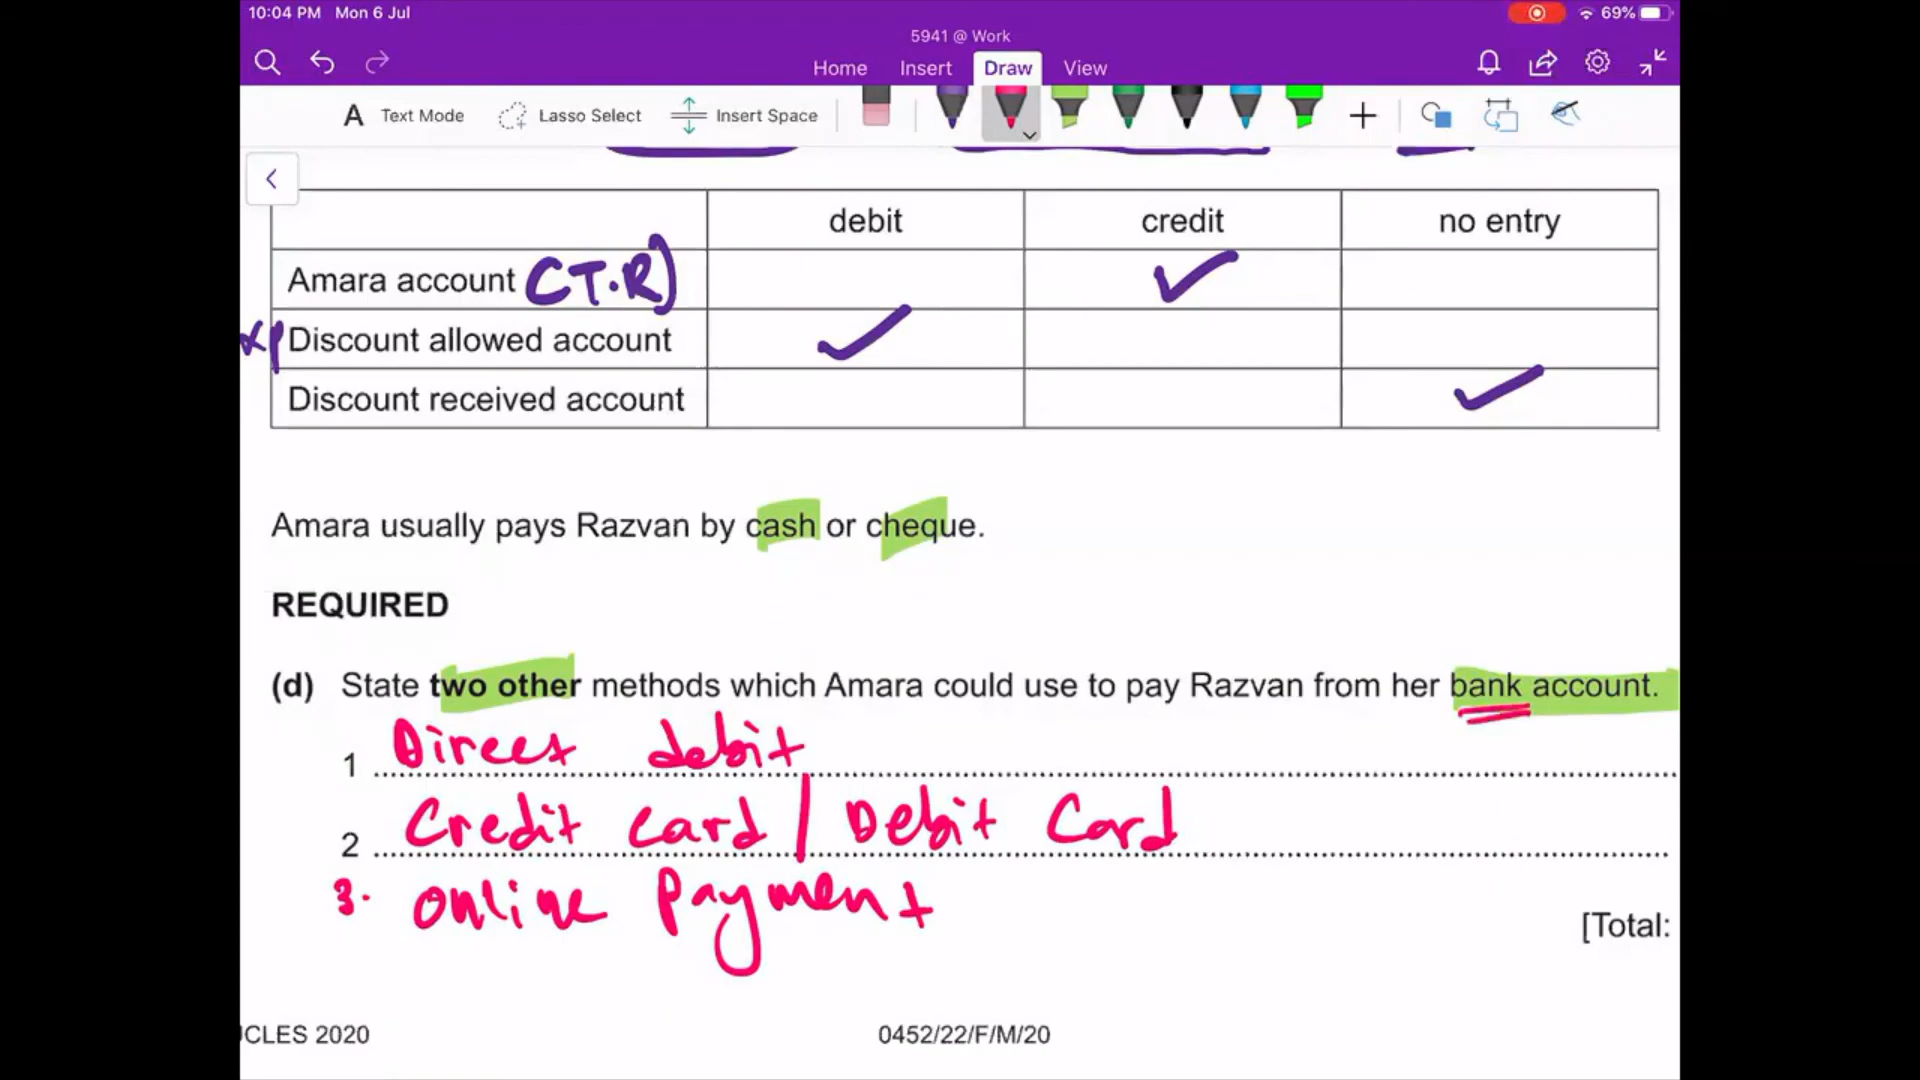 10:04 PM Mon 6 Jul
69%
5941 @ Work
Home Insert Draw View
A Text Mode Lasso Select Insert Space
debit credit no entry
Amara account (T.R)
xp Discount allowed account
Discount received account
Amara usually pays Razvan by cash or cheque.
REQUIRED
(d) State two other methods which Amara could use to pay Razvan from her bank account.
1 Direct debit
2 Credit card / Debit Card
3. Online Payment
[Total:
UCLES 2020
0452/22/F/M/20